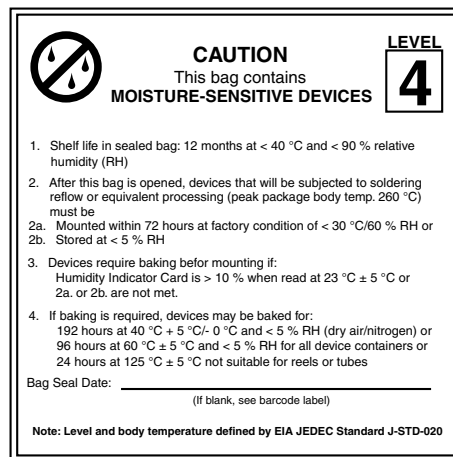 LEVEL
4
CAUTION
This bag contains
MOISTURE-SENSITIVE DEVICES
1. Shelf life in sealed bag: 12 months at < 40 °C and < 90 % relative
humidity (RH)
2. After this bag is opened, devices that will be subjected to soldering
reflow or equivalent processing (peak package body temp. 260 °C)
must be
2a. Mounted within 72 hours at factory condition of < 30 °C/60 % RH or
2b. Stored at < 5 % RH
3. Devices require baking befor mounting if:
Humidity Indicator Card is > 10 % when read at 23 °C ± 5 °C or
2a. or 2b. are not met.
4. If baking is required, devices may be baked for:
192 hours at 40 °C + 5 °C/- 0 °C and < 5 % RH (dry air/nitrogen) or
96 hours at 60 °C ± 5 °C and < 5 % RH for all device containers or
24 hours at 125 °C ± 5 °C not suitable for reels or tubes
Bag Seal Date:
(If blank, see barcode label)
Note: Level and body temperature defined by EIA JEDEC Standard J-STD-020